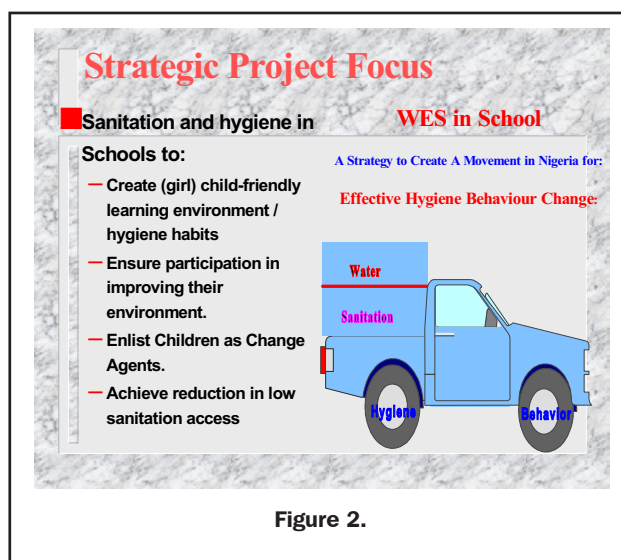 Strategic Project Focus
Sanitation and hygiene in
Schools to:
— Create (girl) child-friendly
learning environment /
hygiene habits
— Ensure participation in
improving their
environment.
— Enlist Children as Change
Agents.
— Achieve reduction in low
sanitation access
WES in School
A Strategy to Create A Movement in Nigeria for:
Effective Hygiene Behaviour Change:
Water
Sanitation
Hygiene
Behavior
Figure 2.